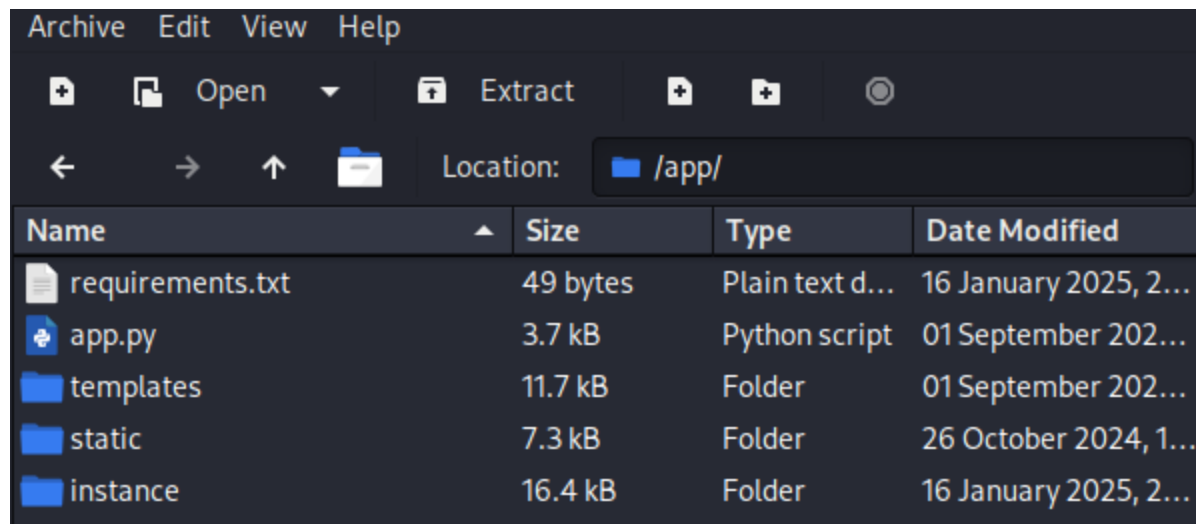 Archive Edit View Help
Open Extract
Location: /app/
Name Size Type Date Modified
requirements.txt 49 bytes Plain text d... 16 January 2025, 2...
app.py 3.7 kB Python script 01 September 202...
templates 11.7 kB Folder 01 September 202...
static 7.3 kB Folder 26 October 2024, 1...
instance 16.4 kB Folder 16 January 2025, 2...